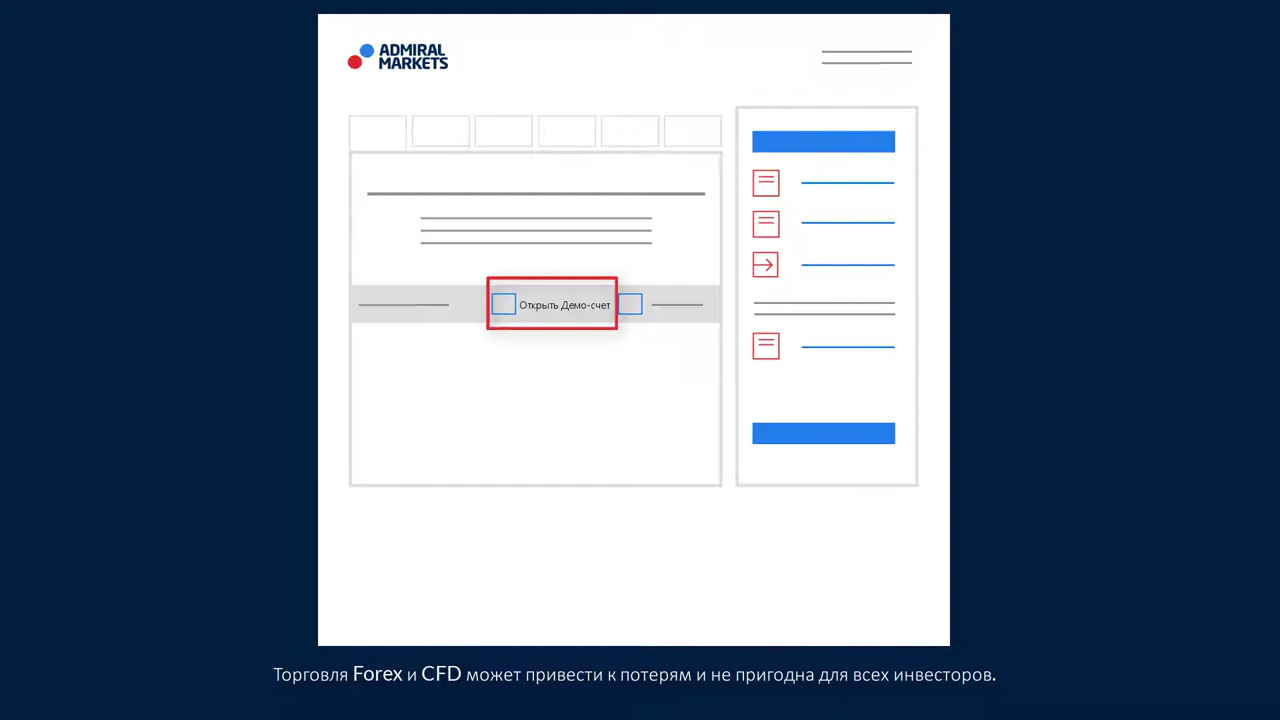 ADMIRAL
MARKETS
Открыть Демо-счет
Торговля Forex и CFD может привести к потерям и не пригодна для всех инвесторов.